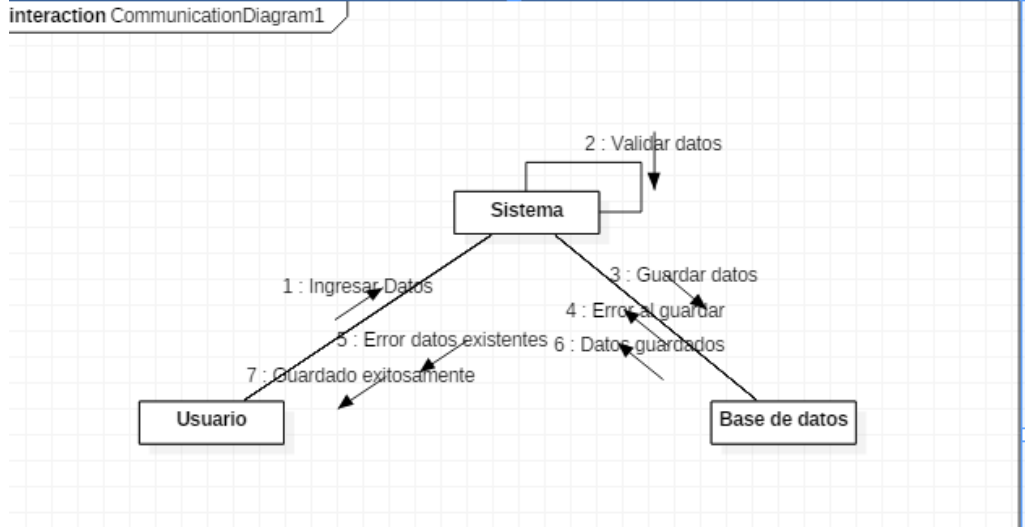 interaction CommunicationDiagram1
2 : Validar datos
Sistema
3 : Guardar datos
1 : Ingresar Datos
4 : Error al guardar
5 : Error datos existentes
6 : Datos guardados
7 : Guardado exitosamente
Usuario
Base de datos